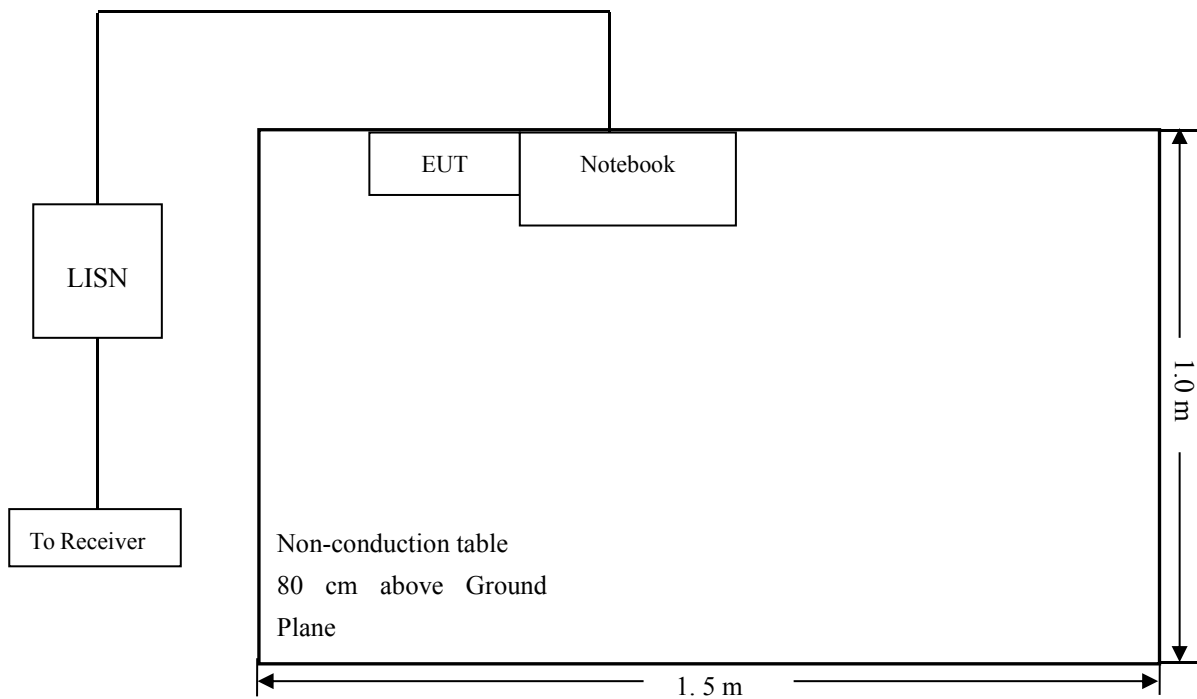 EUT
Notebook
LISN
1.0 m
To Receiver
Non-conduction table
80 cm above Ground
Plane
1. 5 m